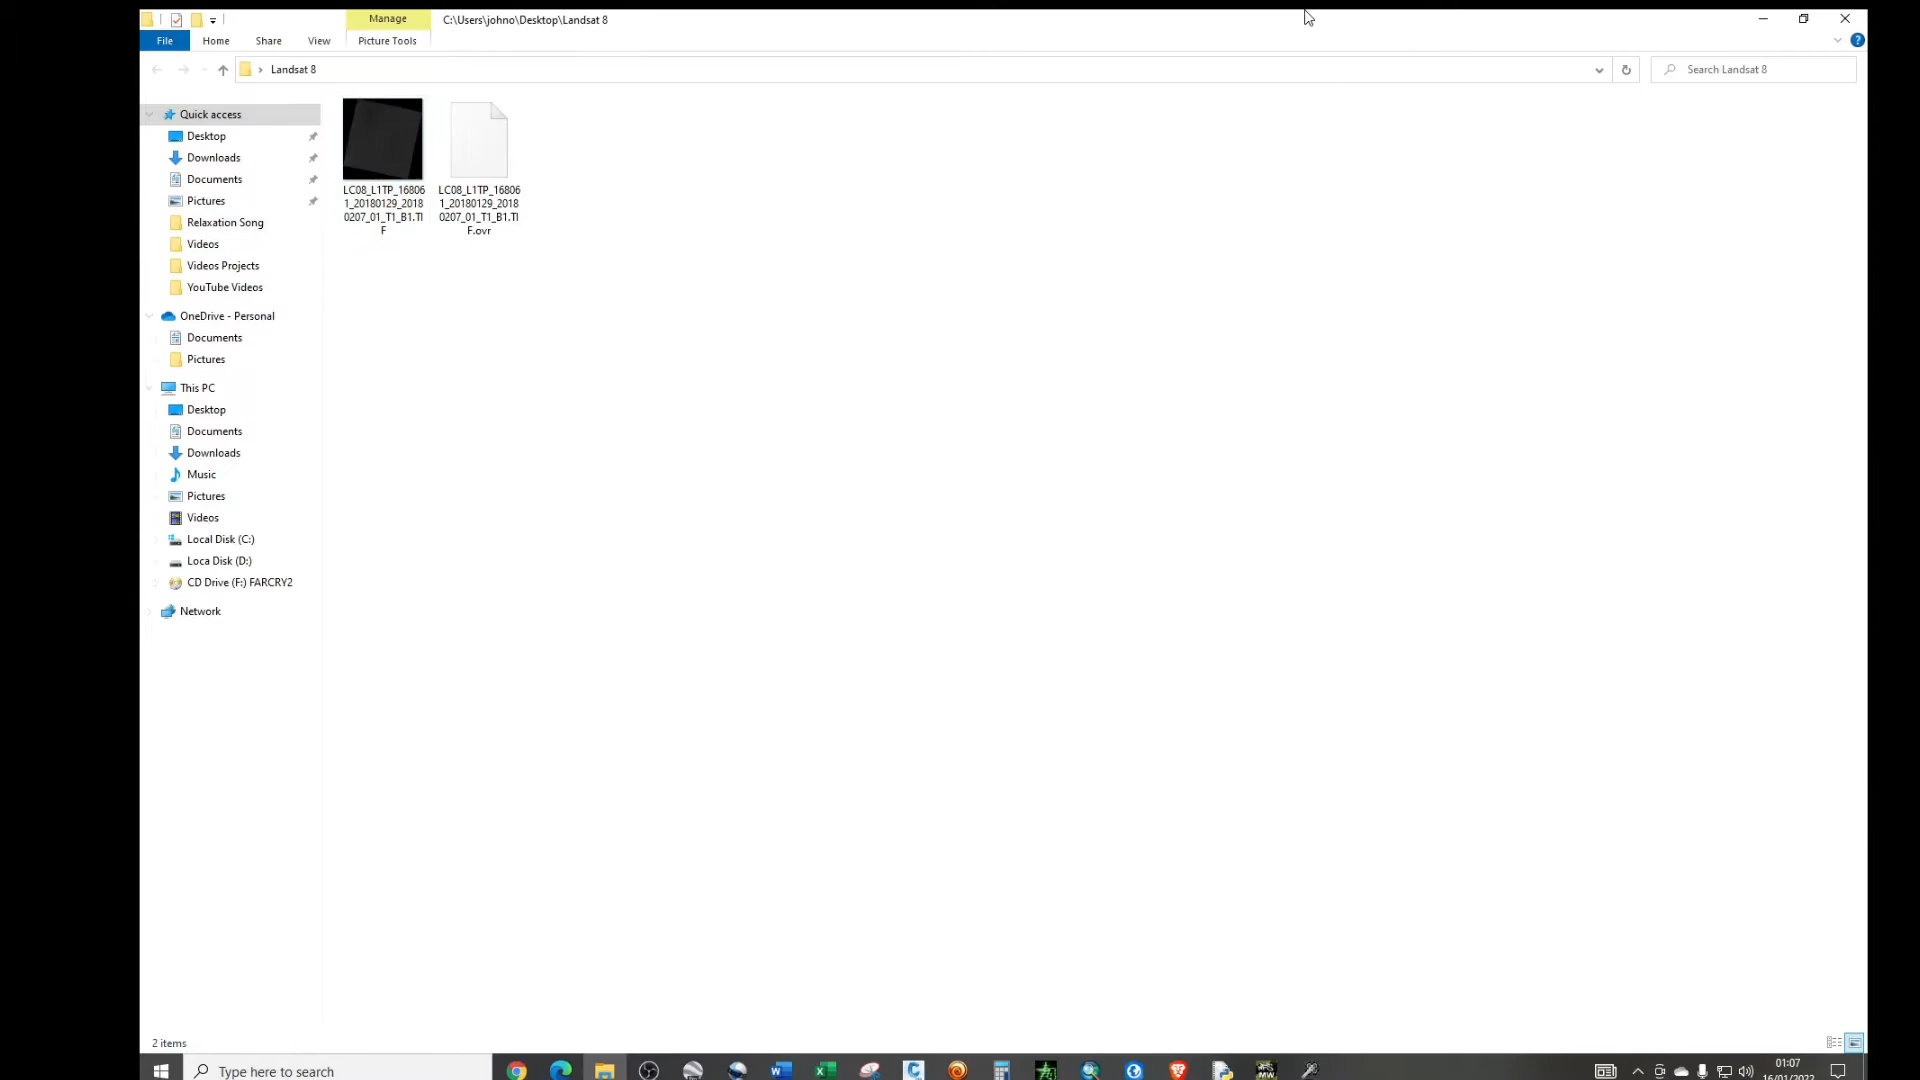 Manage
C:\Users\johno\Desktop\Landsat 8
File
Home
Share
View
Picture Tools
Landsat 8
Search Landsat 8
Quick access
Desktop
Downloads
Documents
Pictures
Relaxation Song
Videos
Videos Projects
YouTube Videos
OneDrive - Personal
Documents
Pictures
This PC
Desktop
Documents
Downloads
Music
Pictures
Videos
Local Disk (C:)
Loca Disk (D:)
CD Drive (F:) FARCRY2
Network
LC08_L1TP_16806
1_20180129_2018
0207_01_T1_B1.TI
F
LC08_L1TP_16806
1_20180129_2018
0207_01_T1_B1.TI
F.ovr
2 items
Type here to search
01:07
16/01/2022